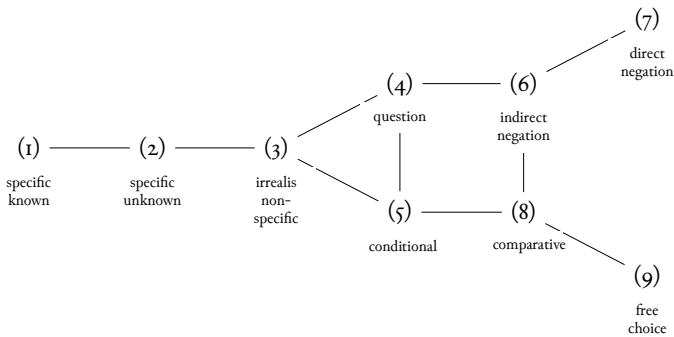 (7)
direct
negation
(4)
question
(6)
indirect
negation
(1)
specific
known
(2)
specific
unknown
(3)
irrealis
non-
specific
(5)
conditional
(8)
comparative
(9)
free
choice